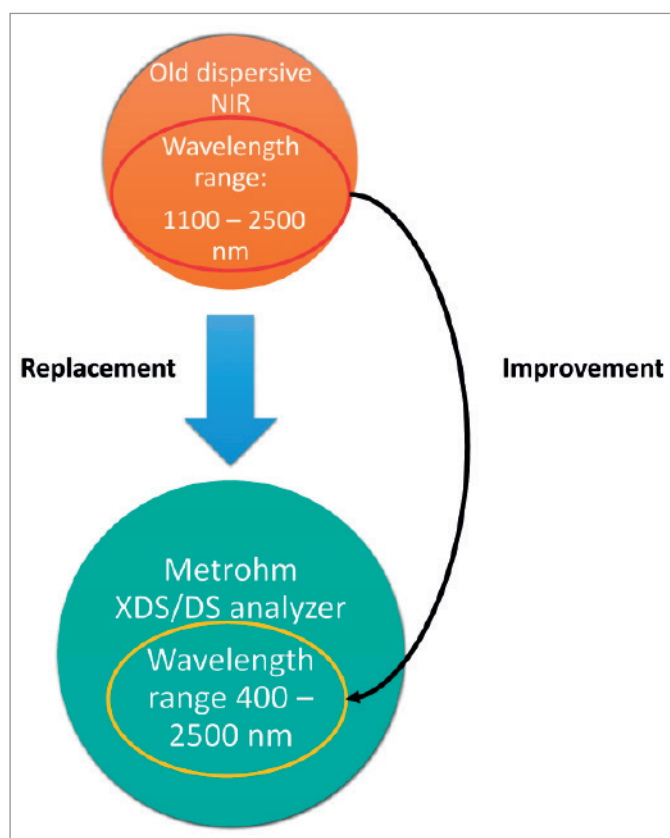 Old dispersive
NIR
Wavelength
range:
1100 – 2500
nm
Replacement
Improvement
Metrohm
XDS/DS analyzer
Wavelength
range 400 –
2500 nm